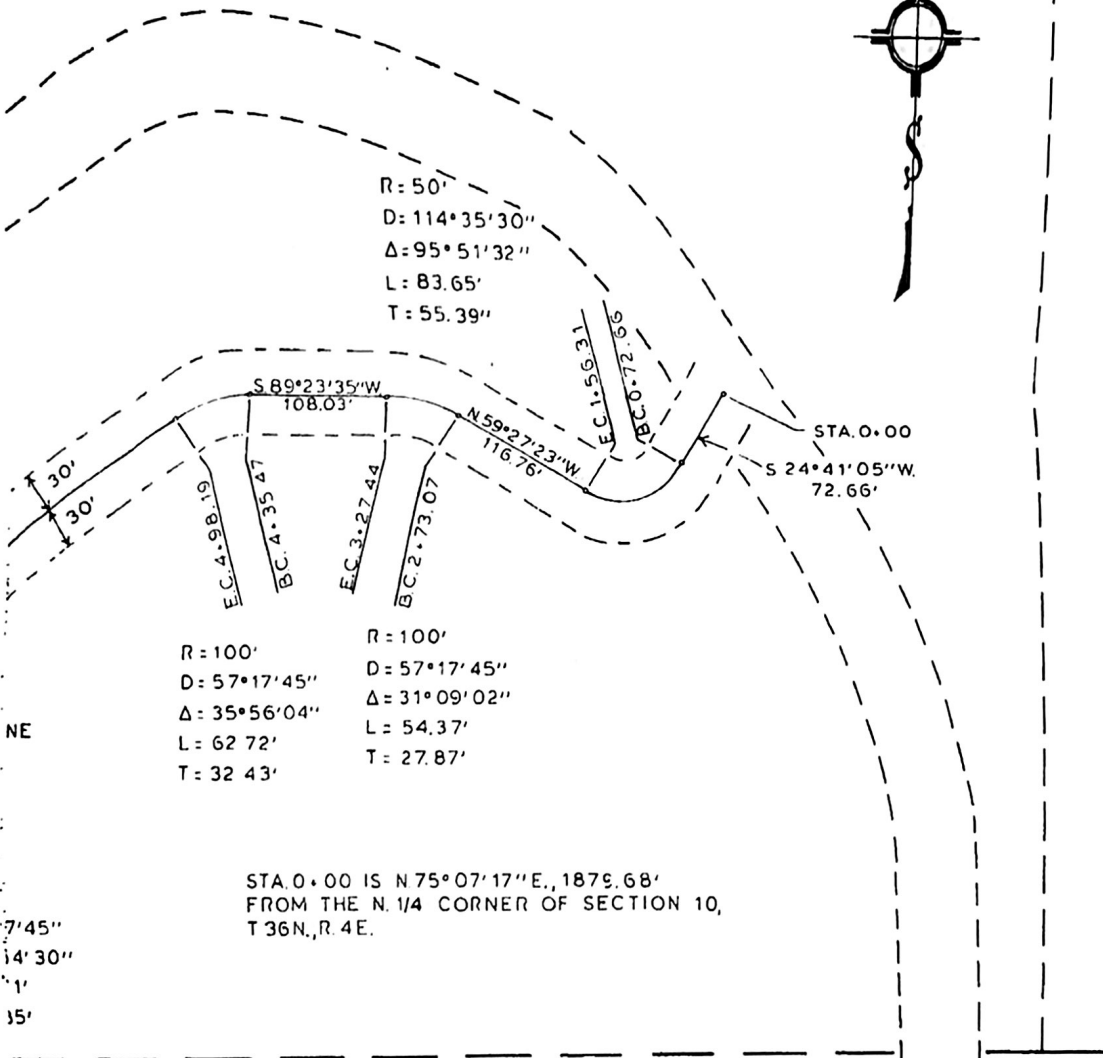 S
R=50'
D=114°35'30"
Δ=95°51'32"
L=83.65'
T=55.39"
E.C.1+56.31
B.C.0+72.66
STA.0+00
S 24°41'05"W.
72.66'
S 89°23'35"W.
108.03'
N.59°27'23"W.
116.76'
30'
30'
E.C.4+98.19
B.C.4+35 47
E.C.3+27 44
B.C.2+73.07
R=100'
D=57°17'45"
Δ=35°56'04"
L=62 72'
T=32 43'
R=100'
D=57°17'45"
Δ=31°09'02"
L=54.37'
T=27.87'
NE
STA.0+00 IS N.75°07'17"E., 1879.68'
FROM THE N.1/4 CORNER OF SECTION 10,
T 36N.,R.4E.
7'45"
4'30"
1'
35'